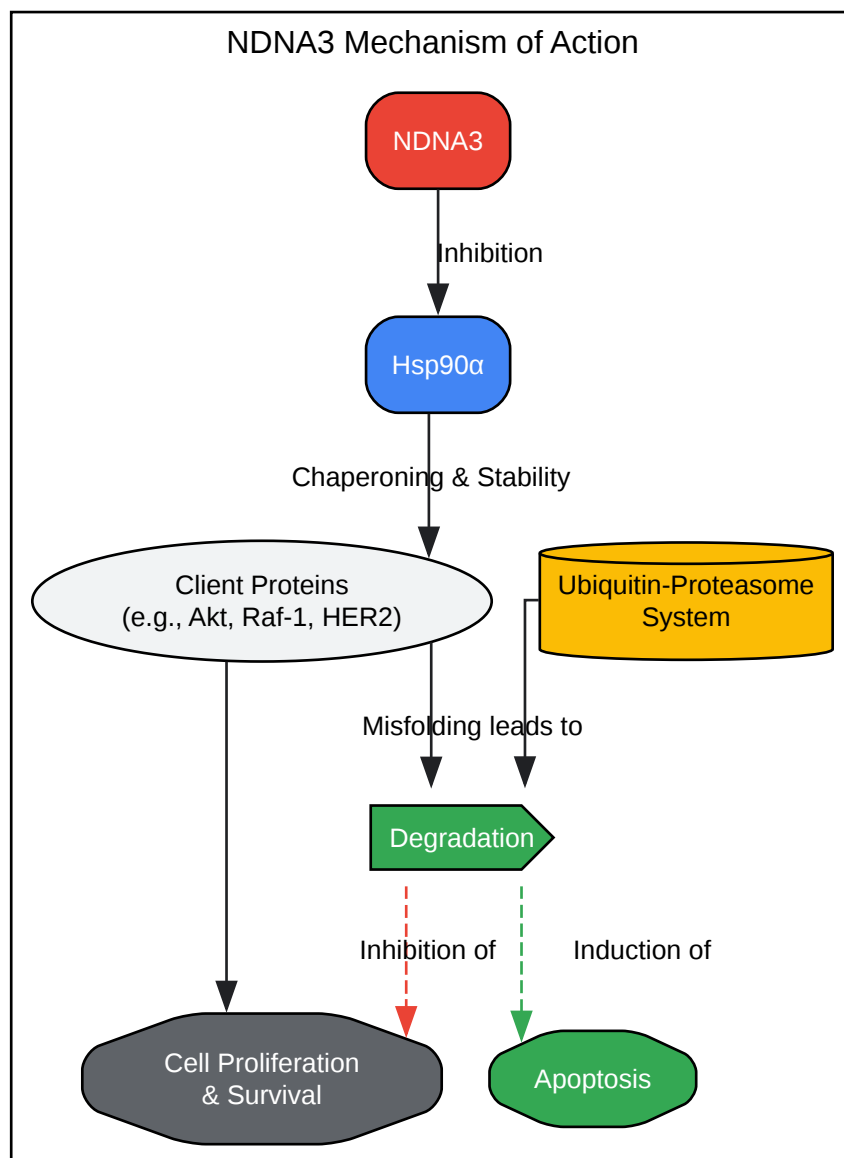 NDNA3 Mechanism of Action
NDNA3
Inhibition
Hsp90α
Chaperoning & Stability
Client Proteins
(e.g., Akt, Raf-1, HER2)
Ubiquitin-Proteasome
System
Misfolding leads to
Degradation
Inhibition of
Induction of
Cell Proliferation
& Survival
Apoptosis